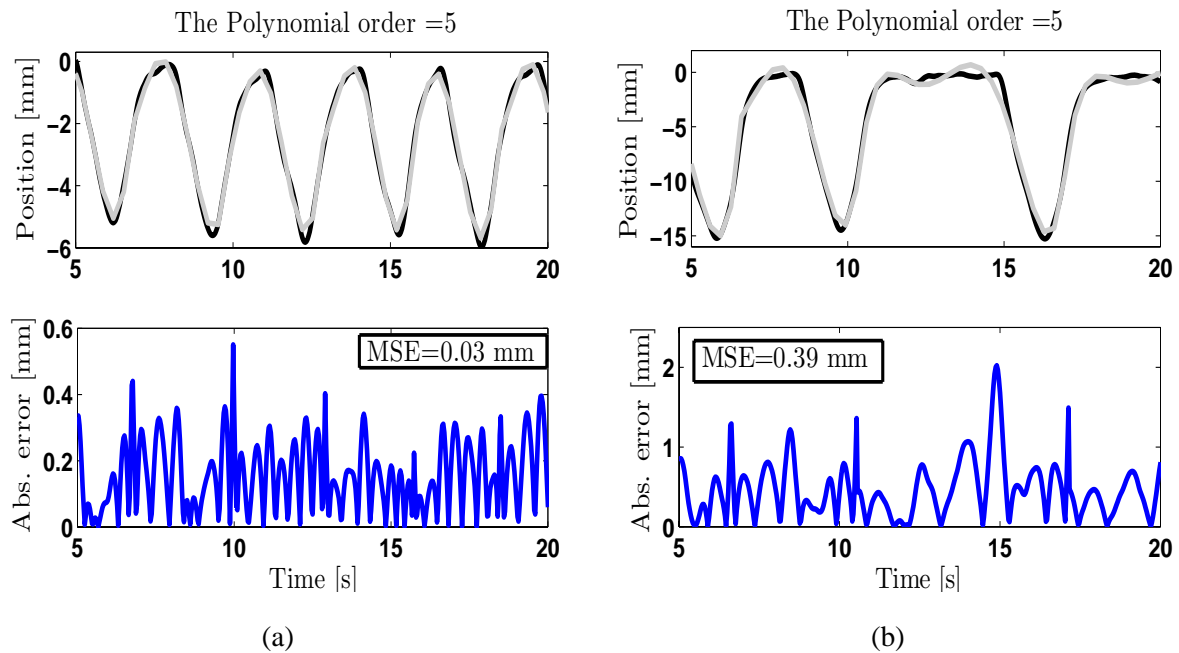 The Polynomial order =5
Position [mm]
0
−2
−4
−6
5
10
15
20
Abs. error [mm]
0.6
0.4
0.2
0
MSE=0.03 mm
5
10
15
20
Time [s]
(a)
The Polynomial order =5
Position [mm]
0
−5
−10
−15
5
10
15
20
Abs. error [mm]
2
1
0
MSE=0.39 mm
5
10
15
20
Time [s]
(b)